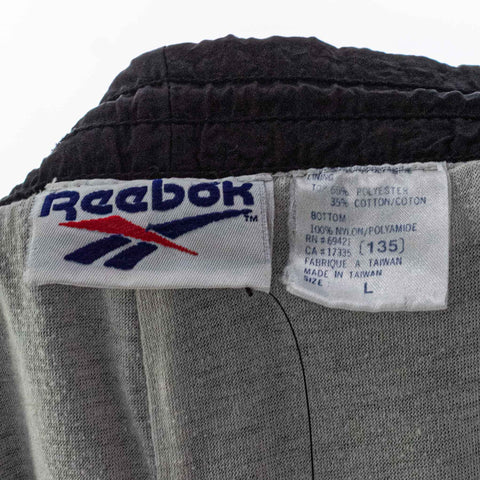 Reebok
TM
LINING
TOP 65% POLYESTER
35% COTTON/COTON
BOTTOM
100% NYLON/POLYAMIDE
RN # 69421
CA # 17335 [135]
FABRIQUE A TAIWAN
MADE IN TAIWAN
SIZE
L